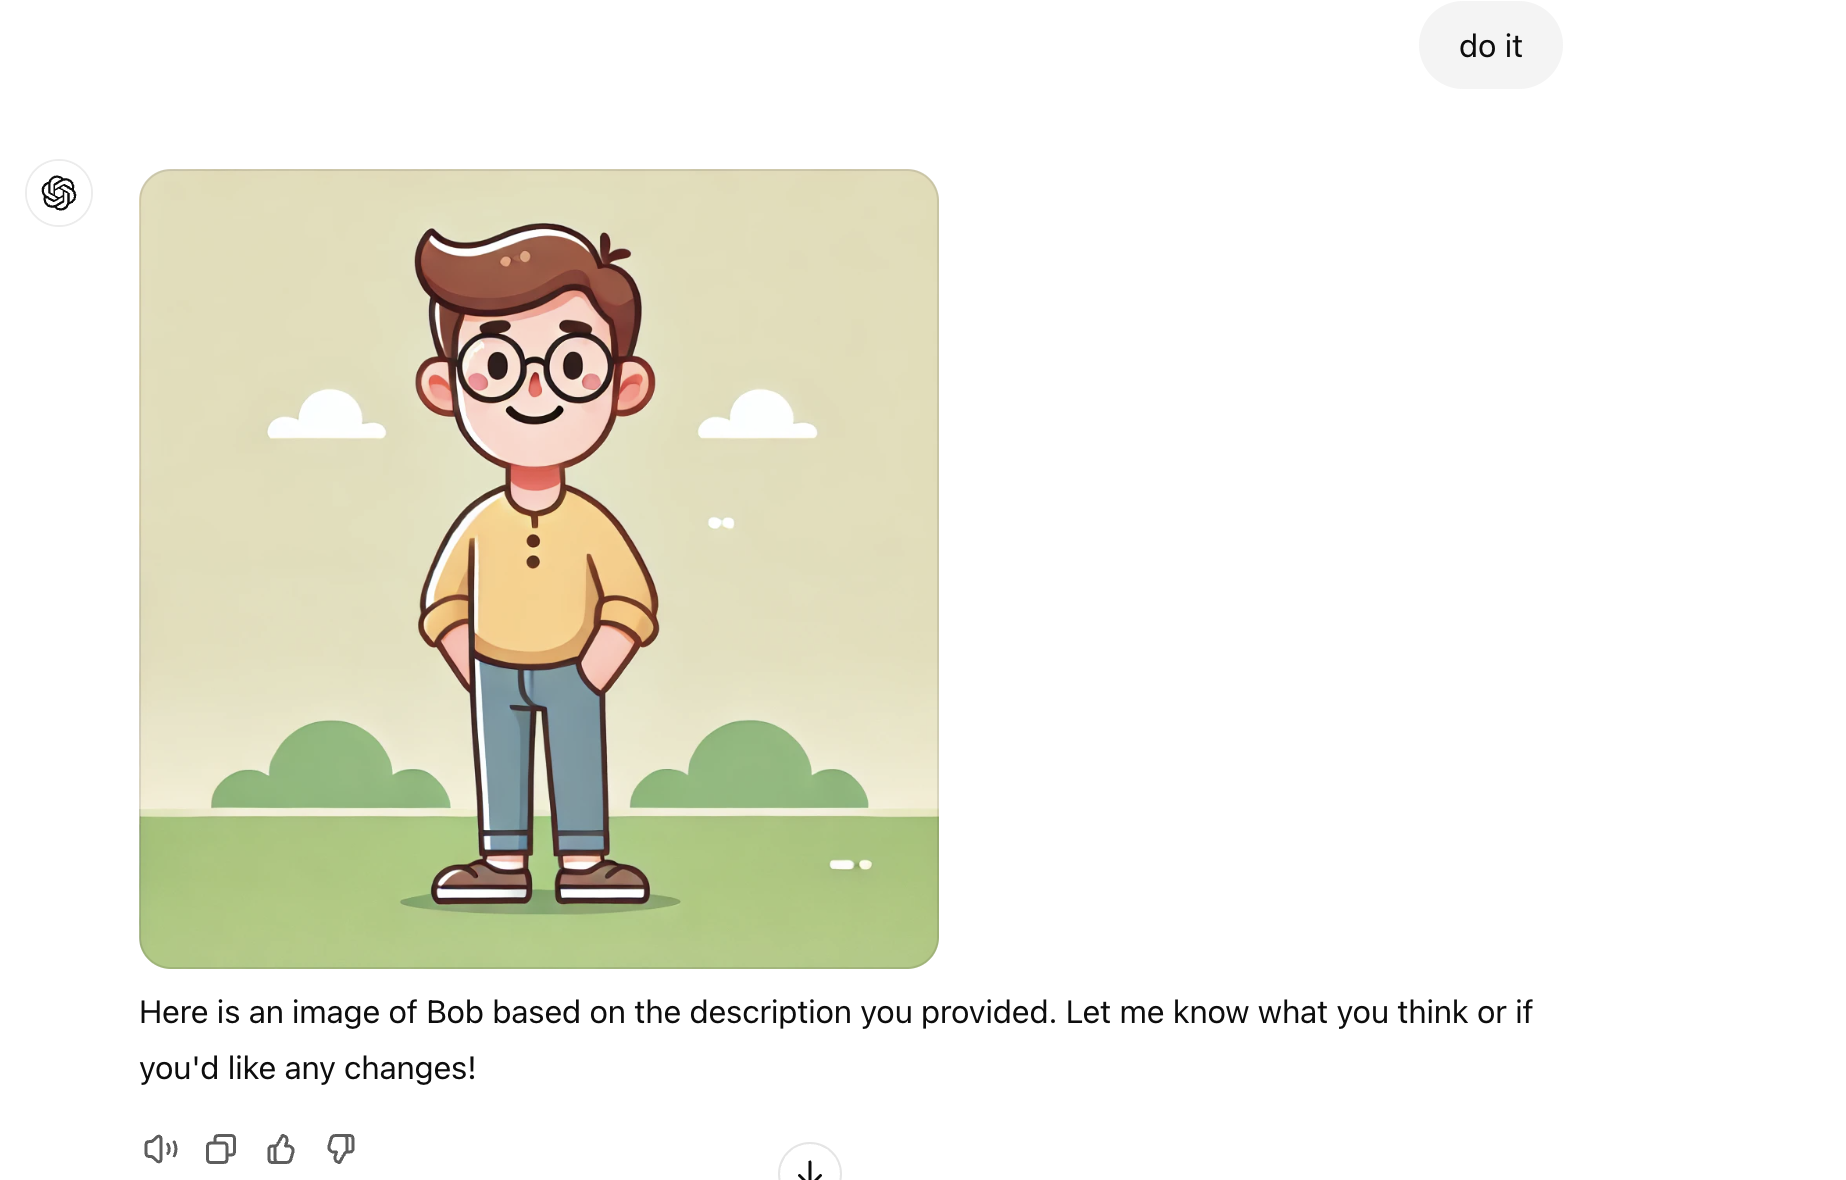 do it
Here is an image of Bob based on the description you provided. Let me know what you think or if
you'd like any changes!